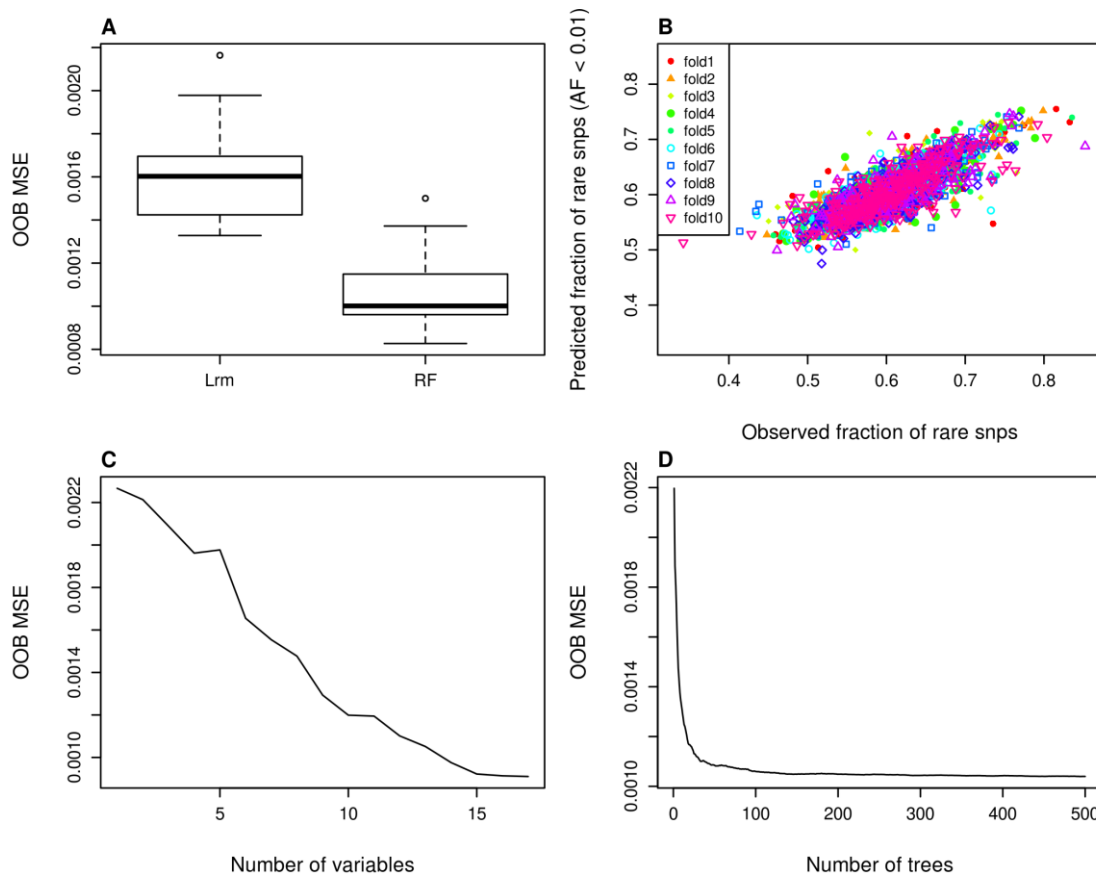 A
OOB MSE
0.0020
0.0016
0.0012
0.0008
Lrm
RF
B
Predicted fraction of rare snps (AF < 0.01)
0.8
0.7
0.6
0.5
0.4
fold1
fold2
fold3
fold4
fold5
fold6
fold7
fold8
fold9
fold10
0.4 0.5 0.6 0.7 0.8
Observed fraction of rare snps
C
OOB MSE
0.0022
0.0018
0.0014
0.0010
5 10 15
Number of variables
D
OOB MSE
0.0022
0.0018
0.0014
0.0010
0 100 200 300 400 500
Number of trees